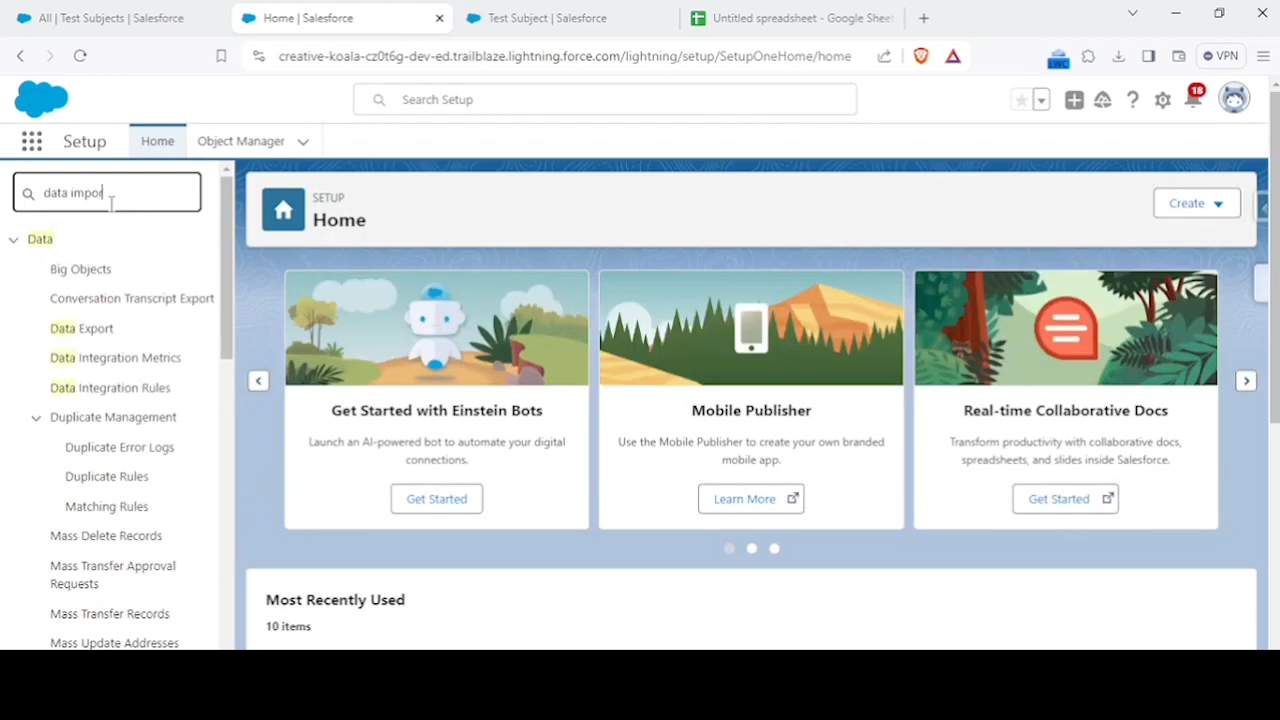 All | Test Subjects | Salesforce
Home | Salesforce
Test Subject | Salesforce
Untitled spreadsheet - Google Shee
creative-koala-cz0t6g-dev-ed.trailblaze.lightning.force.com/lightning/setup/SetupOneHome/home
LWC
VPN
Search Setup
18
Setup
Home
Object Manager
data impor
Data
Big Objects
Conversation Transcript Export
Data Export
Data Integration Metrics
Data Integration Rules
Duplicate Management
Duplicate Error Logs
Duplicate Rules
Matching Rules
Mass Delete Records
Mass Transfer Approval
Requests
Mass Transfer Records
Mass Update Addresses
SETUP
Home
Create
Get Started with Einstein Bots
Launch an AI-powered bot to automate your digital
connections.
Get Started
Mobile Publisher
Use the Mobile Publisher to create your own branded
mobile app.
Learn More
Real-time Collaborative Docs
Transform productivity with collaborative docs,
spreadsheets, and slides inside Salesforce.
Get Started
Most Recently Used
10 items